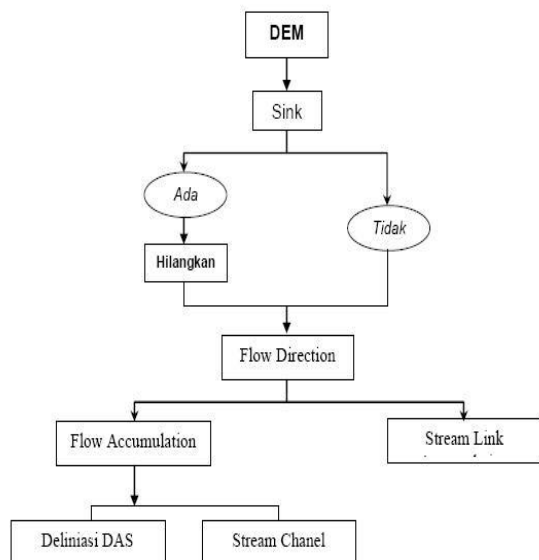 DEM
Sink
Ada
Tidak
Hilangkan
Flow Direction
Flow Accumulation
Stream Link
Deliniasi DAS
Stream Chanel